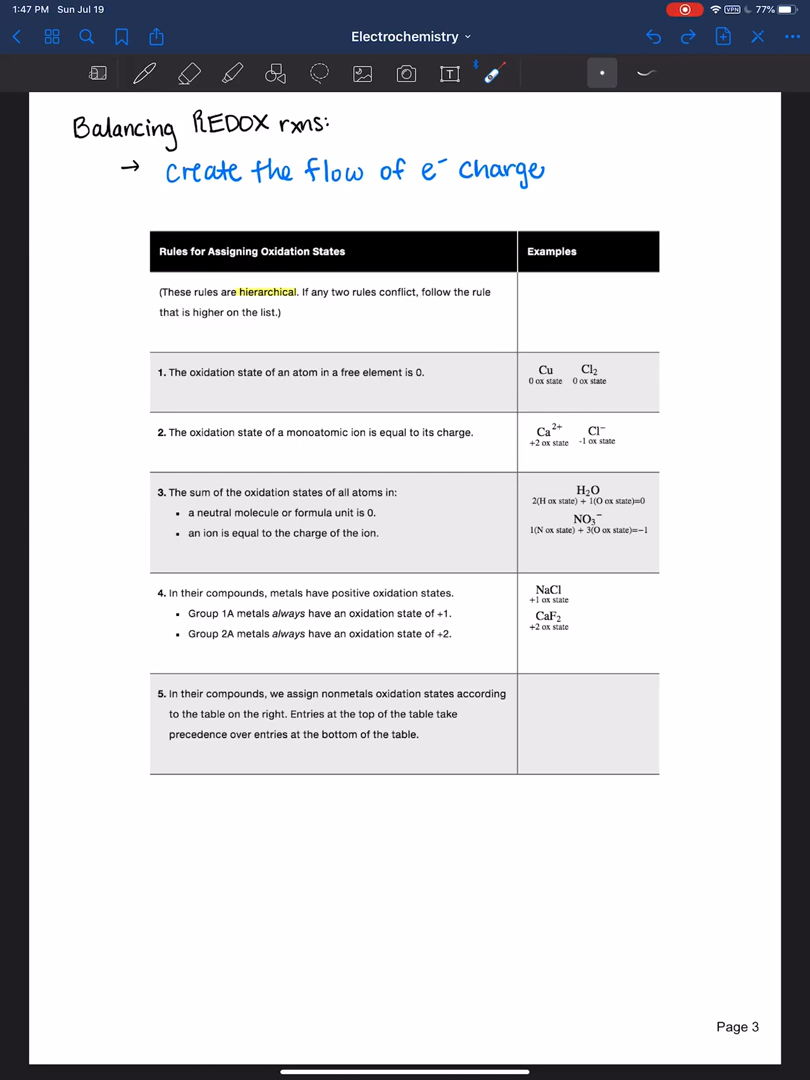 1:47 PM Sun Jul 19
VPN 77%
Electrochemistry
T
Balancing REDOX rxns:
→ create the flow of e⁻ charge
Rules for Assigning Oxidation States Examples
(These rules are hierarchical. If any two rules conflict, follow the rule
that is higher on the list.)
1. The oxidation state of an atom in a free element is 0.
Cu Cl₂
0 ox state 0 ox state
2. The oxidation state of a monoatomic ion is equal to its charge.
Ca²⁺ Cl⁻
+2 ox state -1 ox state
3. The sum of the oxidation states of all atoms in:
• a neutral molecule or formula unit is 0.
• an ion is equal to the charge of the ion.
H₂O
2(H ox state) + 1(O ox state)=0
NO₃⁻
1(N ox state) + 3(O ox state)=−1
4. In their compounds, metals have positive oxidation states.
• Group 1A metals always have an oxidation state of +1.
• Group 2A metals always have an oxidation state of +2.
NaCl
+1 ox state
CaF₂
+2 ox state
5. In their compounds, we assign nonmetals oxidation states according
to the table on the right. Entries at the top of the table take
precedence over entries at the bottom of the table.
Page 3